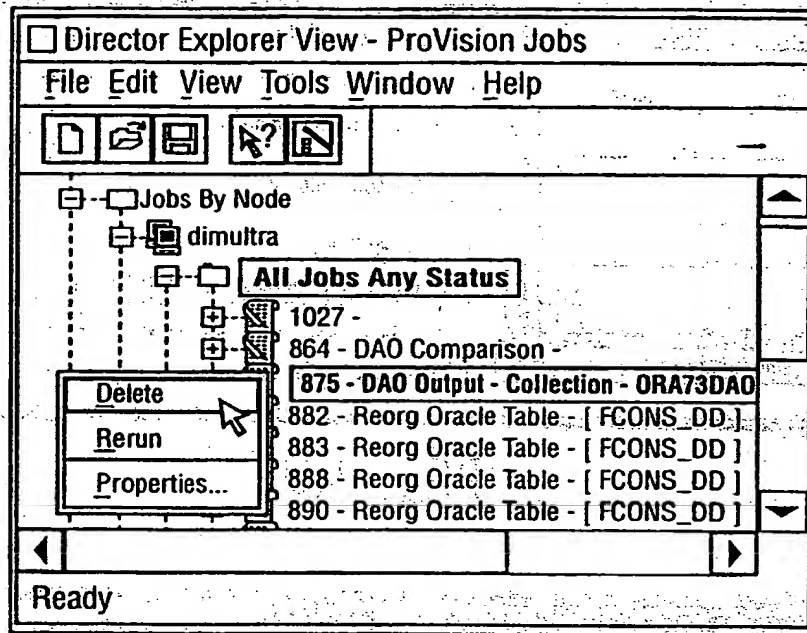 Director Explorer View - ProVision Jobs
File Edit View Tools Window Help
Jobs By Node
dimultra
All Jobs Any Status
1027 -
864 - DAO Comparison -
875 - DAO Output - Collection - ORA73DAO
Delete
882 - Reorg Oracle Table - [ FCONS_DD ]
Rerun
883 - Reorg Oracle Table - [ FCONS_DD ]
888 - Reorg Oracle Table - [ FCONS_DD ]
Properties...
890 - Reorg Oracle Table - [ FCONS_DD ]
Ready